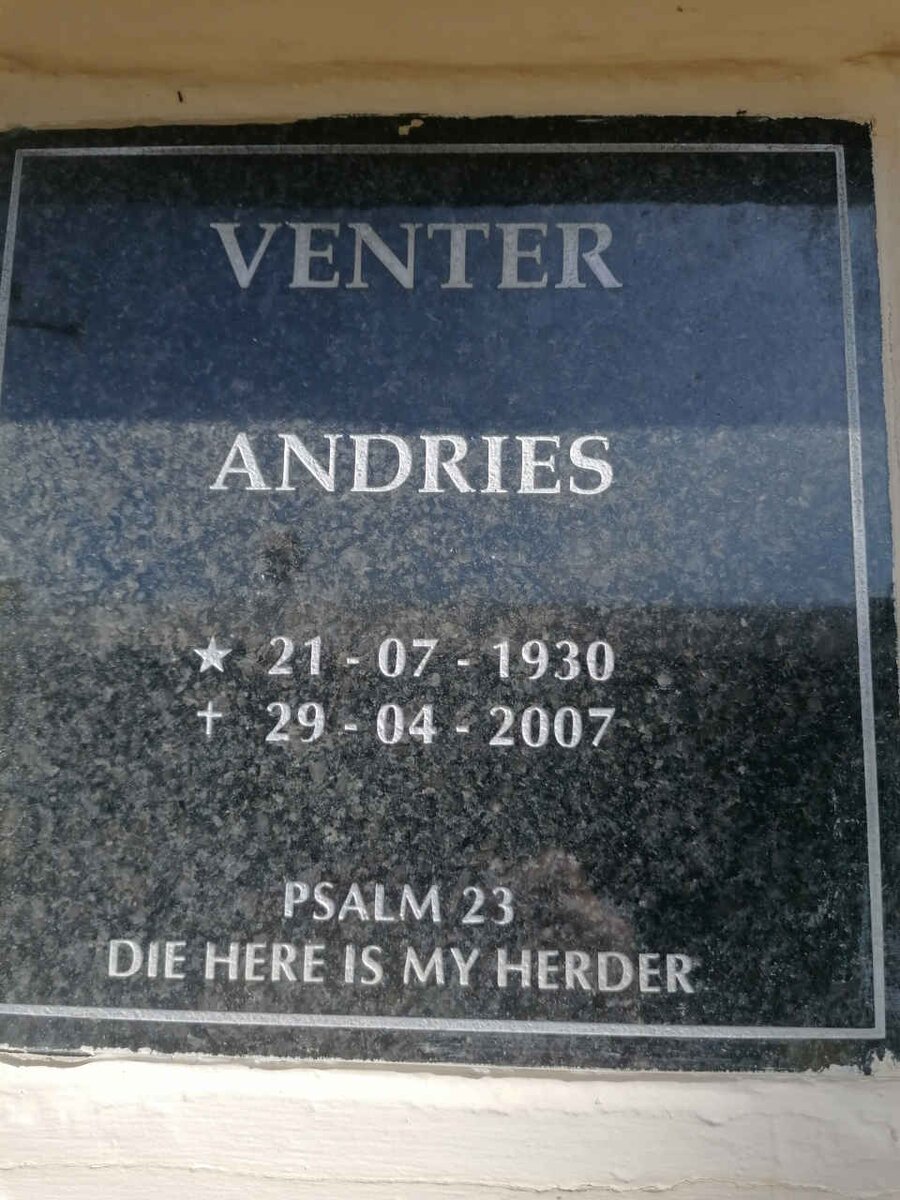 VENTER
ANDRIES
★ 21 - 07 - 1930
✝ 29 - 04 - 2007
PSALM 23
DIE HERE IS MY HERDER